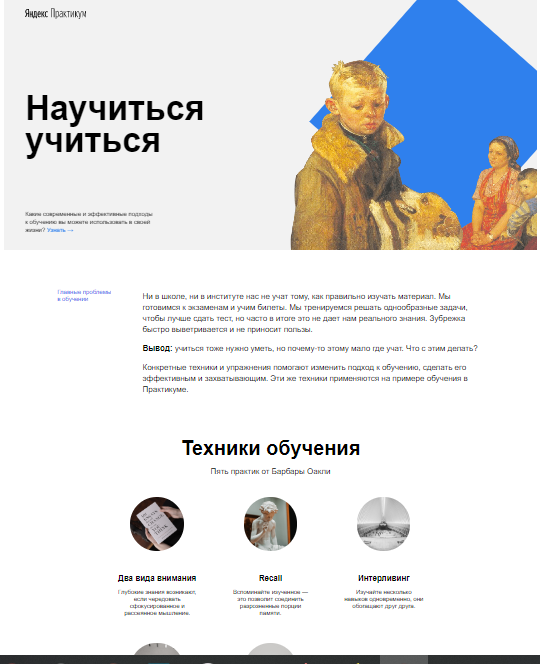 Яндекс Практикум
Научиться
учиться
Какие современные и эффективные подходы
к обучению вы можете использовать в своей
жизни? Узнать →
Главные проблемы
в обучении
Ни в школе, ни в институте нас не учат тому, как правильно изучать материал. Мы
готовимся к экзаменам и учим билеты. Мы тренируемся решать однообразные задачи,
чтобы лучше сдать тест, но часто в итоге это не дает нам реального знания. Зубрежка
быстро выветривается и не приносит пользы.
Вывод: учиться тоже нужно уметь, но почему-то этому мало где учат. Что с этим делать?
Конкретные техники и упражнения помогают изменить подход к обучению, сделать его
эффективным и захватывающим. Эти же техники применяются на примере обучения в
Практикуме.
Техники обучения
Пять практик от Барбары Оакли
Два вида внимания
Глубокие знания возникают,
если чередовать
сфокусированное и
рассеянное мышление.
Recall
Вспоминайте изученное —
это позволит соединить
разрозненные порции
памяти.
Интерливинг
Изучайте несколько
навыков одновременно, они
обогащают друг друга.